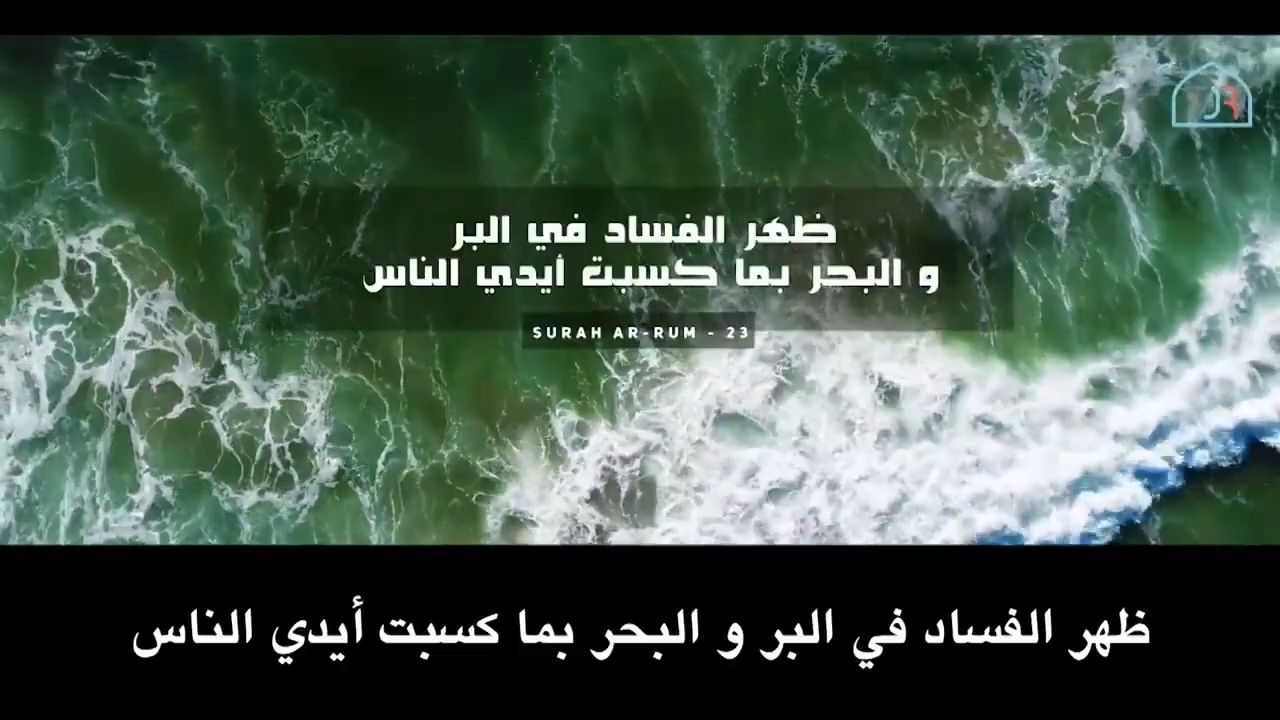 ظهر الفساد في البر
و البحر بما كسبت أيدي الناس
SURAH AR-RUM - 23
ظهر الفساد في البر و البحر بما كسبت أيدي الناس